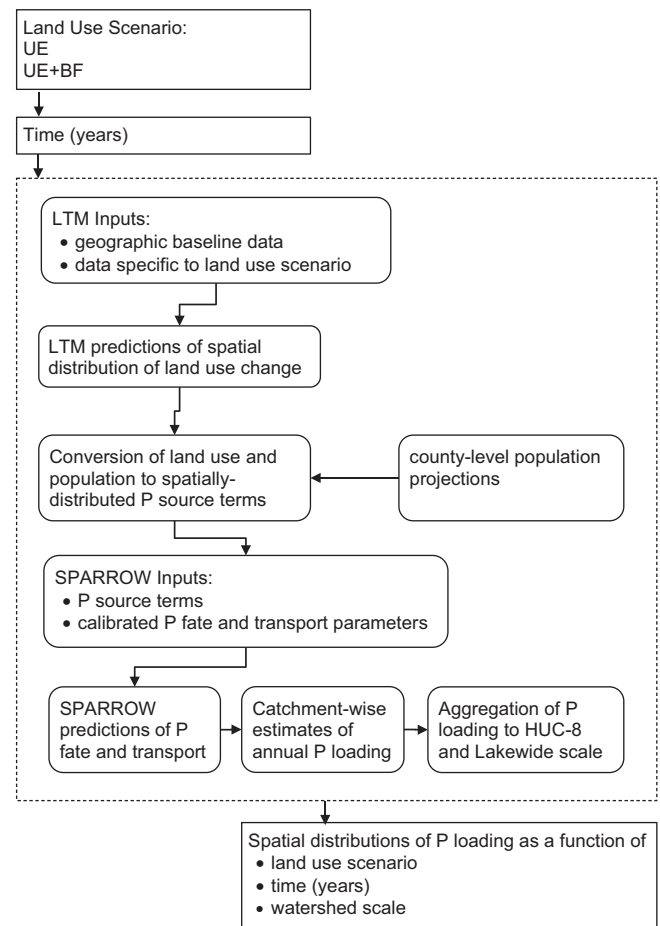 Land Use Scenario:
UE
UE+BF
Time (years)
LTM Inputs:
• geographic baseline data
• data specific to land use scenario
LTM predictions of spatial
distribution of land use change
Conversion of land use and
population to spatially-
distributed P source terms
county-level population
projections
SPARROW Inputs:
• P source terms
• calibrated P fate and transport parameters
SPARROW
predictions of P
fate and transport
Catchment-wise
estimates of
annual P loading
Aggregation of P
loading to HUC-8
and Lakewide scale
Spatial distributions of P loading as a function of
• land use scenario
• time (years)
• watershed scale